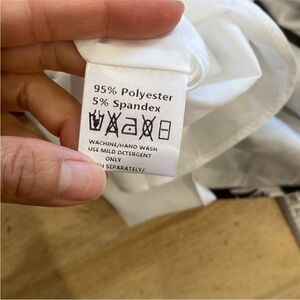 95% Polyester
5% Spandex
WACHINE/HAND WASH
USE MILD DETERGENT
ONLY
SEPARATELY/